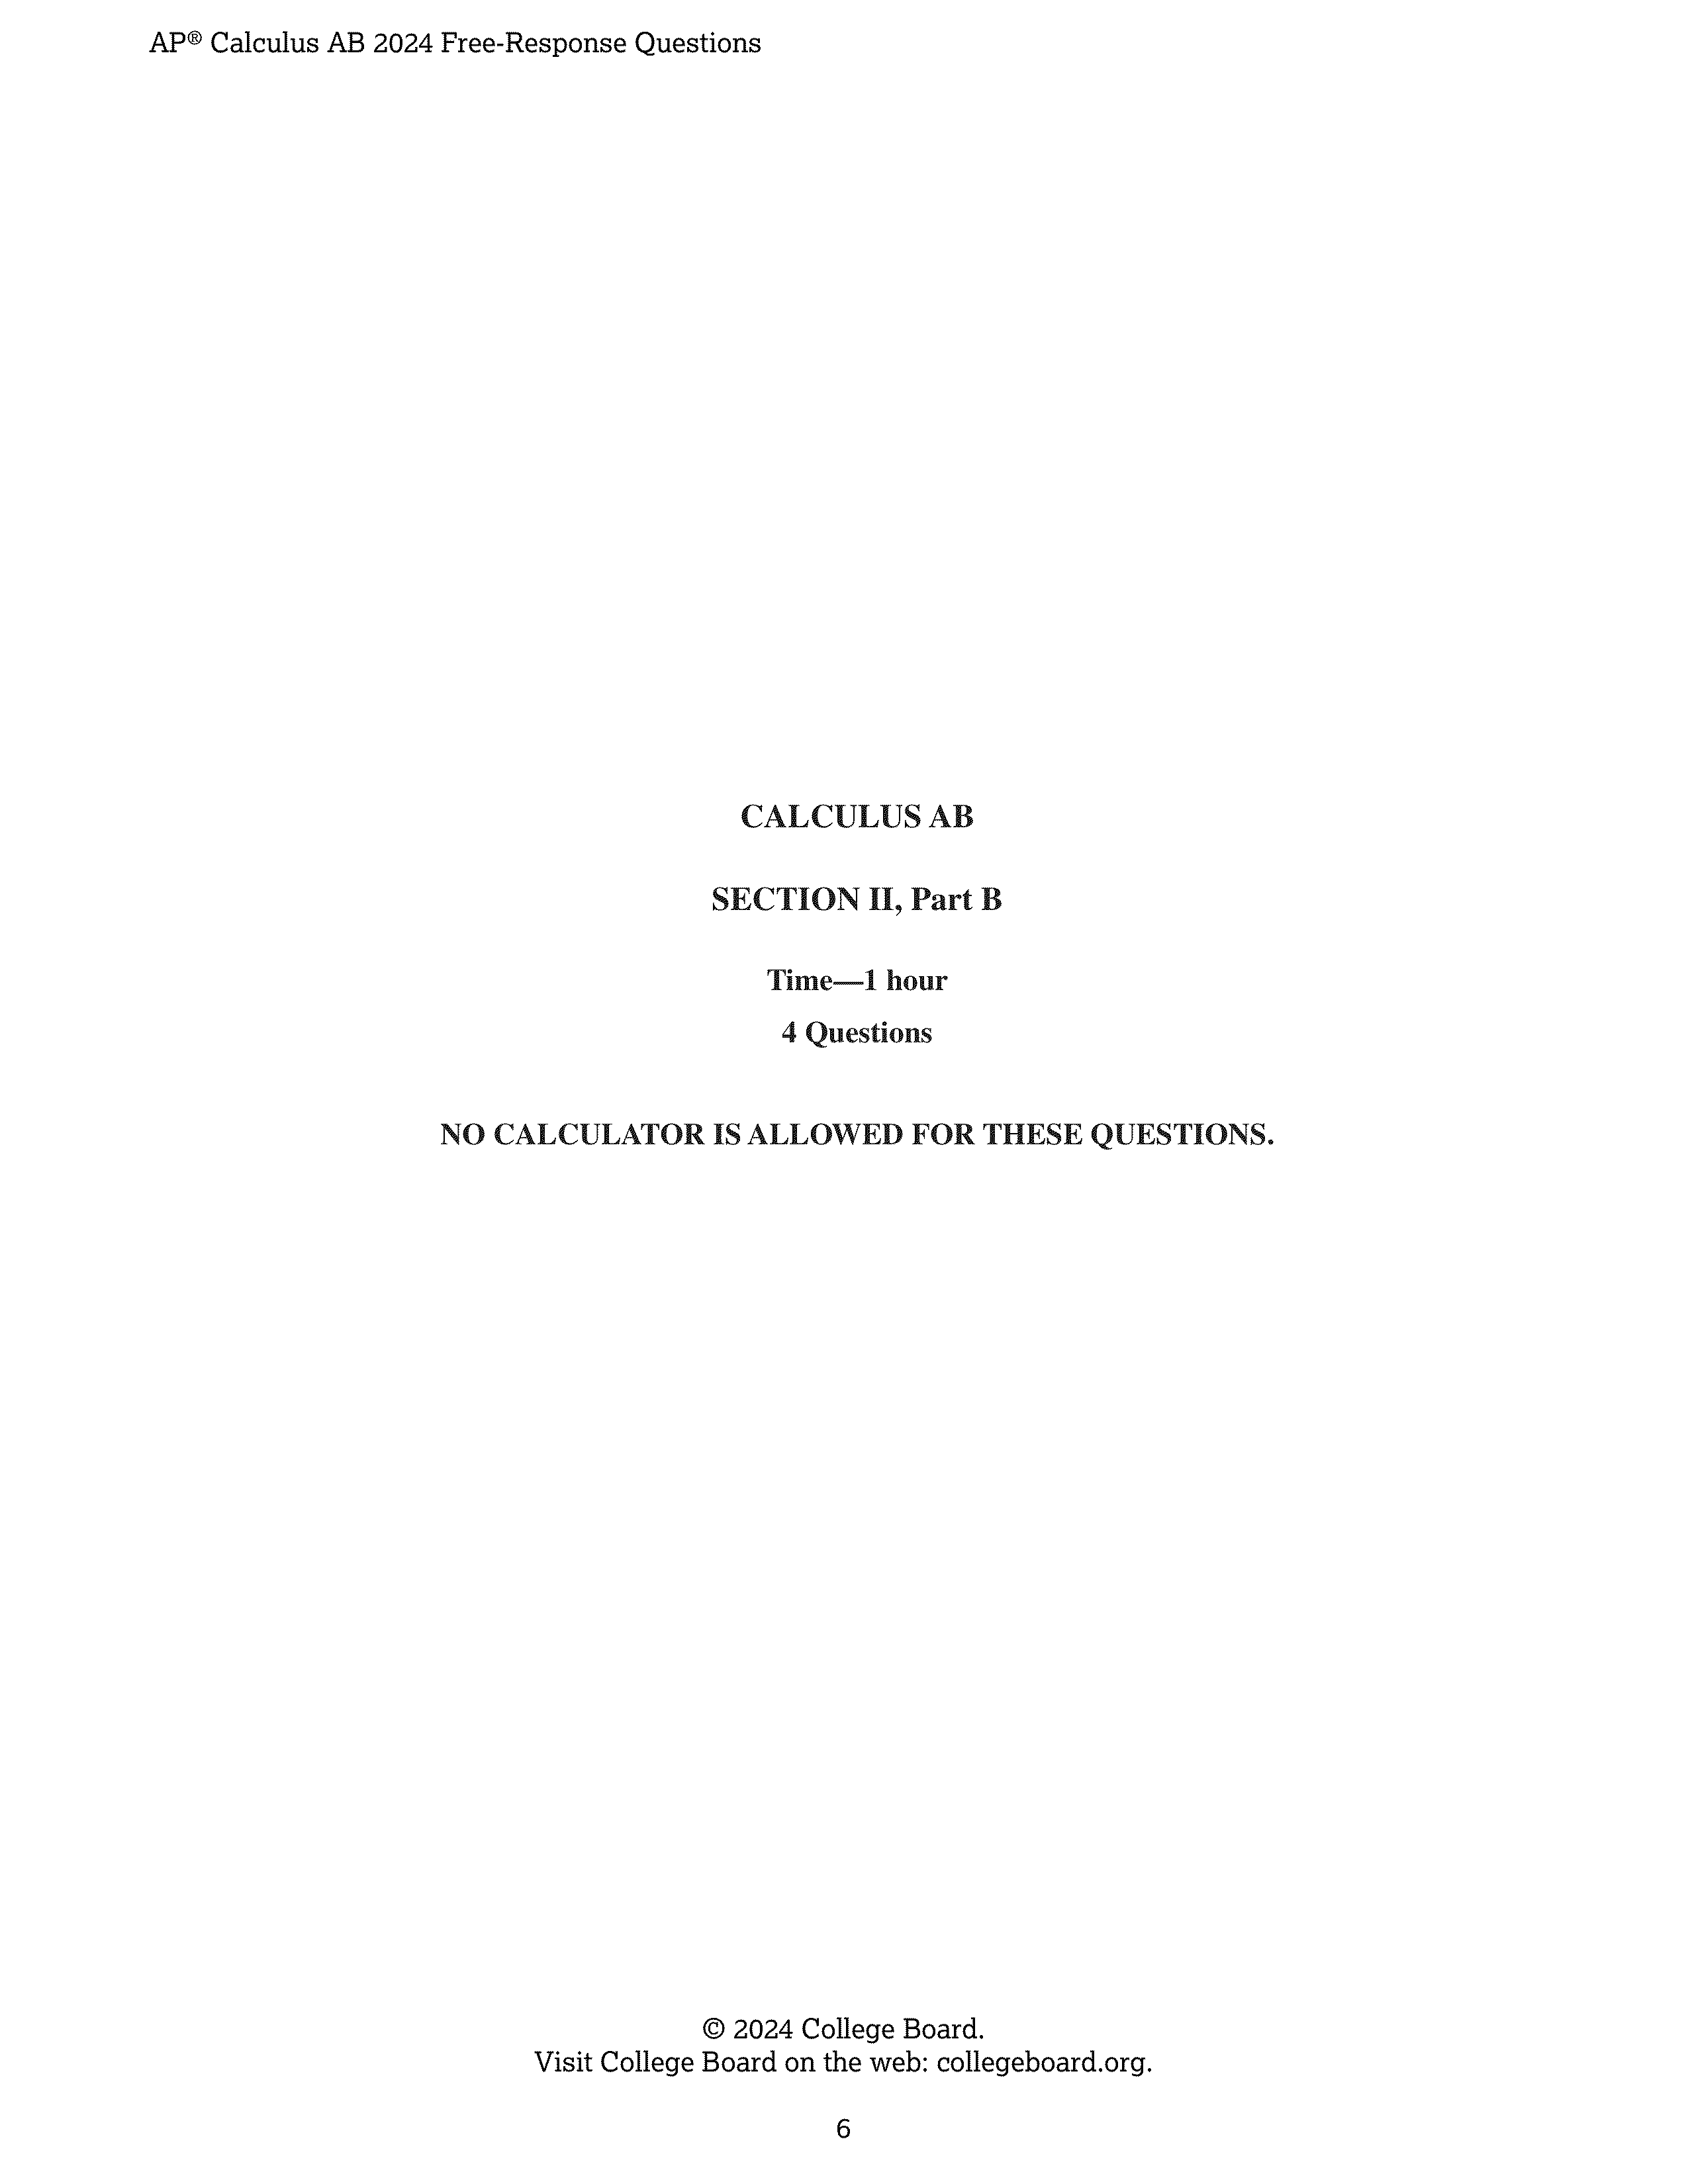 AP® Calculus AB 2024 Free-Response Questions
CALCULUS AB
SECTION II, Part B
Time—1 hour
4 Questions
NO CALCULATOR IS ALLOWED FOR THESE QUESTIONS.
© 2024 College Board.
Visit College Board on the web: collegeboard.org.
6